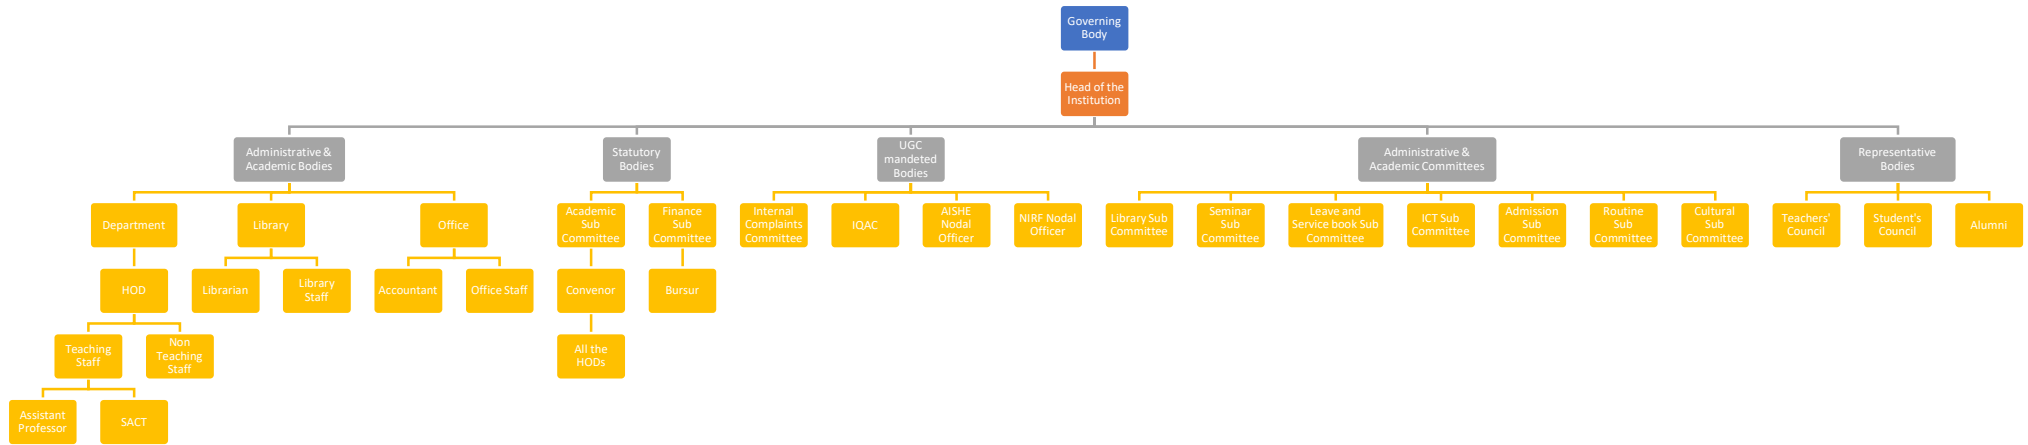 Governing
Body
Head of the
Institution
Administrative &
Academic Bodies
Statutory
Bodies
UGC
mandeted
Bodies
Administrative &
Academic Committees
Representative
Bodies
Department
Library
Office
Academic
Sub
Committee
Finance
Sub
Committee
Internal
Complaints
Committee
IQAC
AISHE
Nodal
Officer
NIRF Nodal
Officer
Library Sub
Committee
Seminar
Sub
Committee
Leave and
Service book Sub
Committee
ICT Sub
Committee
Admission
Sub
Committee
Routine
Sub
Committee
Cultural
Sub
Committee
Teachers'
Council
Student's
Council
Alumni
HOD
Librarian
Library
Staff
Accountant
Office Staff
Convenor
Bursur
Teaching
Staff
Non
Teaching
Staff
All the
HODs
Assistant
Professor
SACT